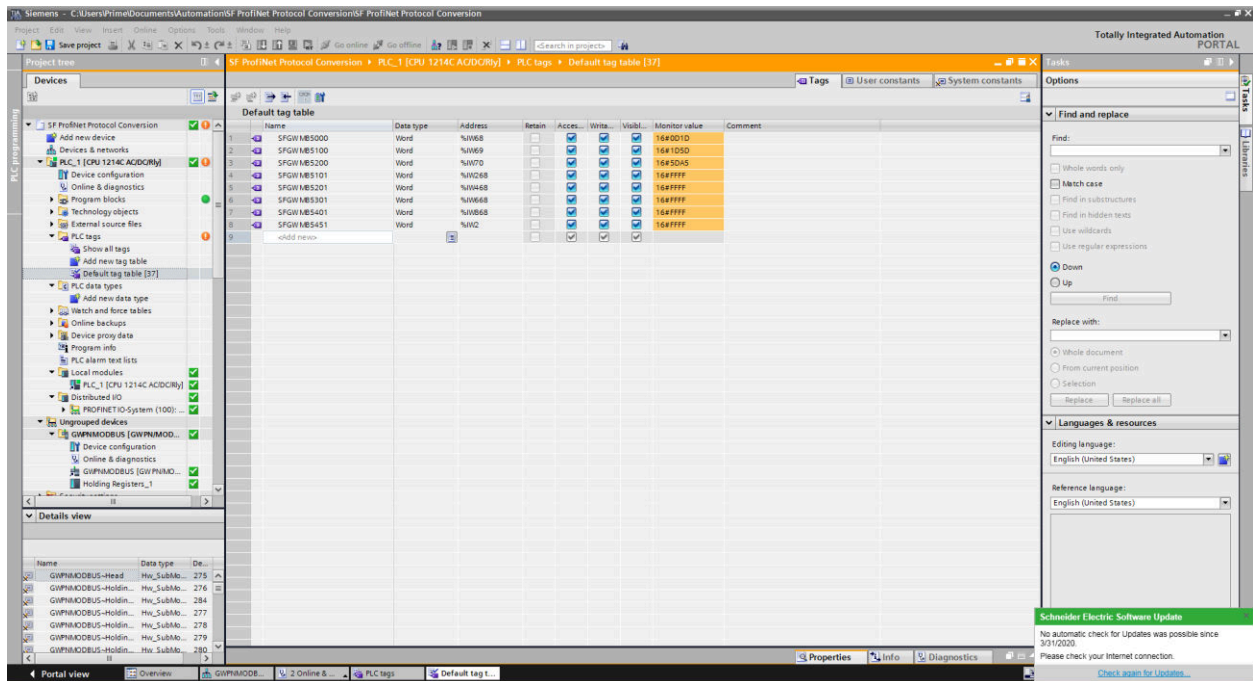 Siemens - C:\Users\Prime\Documents\Automation\SF ProfiNet Protocol Conversion\SF ProfiNet Protocol Conversion
Project Edit View Insert Online Options Tools Window Help
Totally Integrated Automation
PORTAL
Save project Go online Go offline <Search in project>
Project tree
SF ProfiNet Protocol Conversion PLC_1 [CPU 1214C AC/DC/Rly] PLC tags Default tag table [37]
Tasks
Devices
Tags User constants System constants
Options
PLC programming
Tasks
Libraries
Default tag table
Name Data type Address Retain Acces... Writa... Visibl... Monitor value Comment
1 SFGW MB5000 Word %IW68 16#0D1D
2 SFGW MB5100 Word %IW69 16#1D5D
3 SFGW MB5200 Word %IW70 16#5DA5
4 SFGW MB5101 Word %IW268 16#FFFF
5 SFGW MB5201 Word %IW468 16#FFFF
6 SFGW MB5301 Word %IW668 16#FFFF
7 SFGW MB5401 Word %IW868 16#FFFF
8 SFGW MB5451 Word %IW2 16#FFFF
9 <Add new>
SF ProfiNet Protocol Conversion
Add new device
Devices & networks
PLC_1 [CPU 1214C AC/DC/Rly]
Device configuration
Online & diagnostics
Program blocks
Technology objects
External source files
PLC tags
Show all tags
Add new tag table
Default tag table [37]
PLC data types
Add new data type
Watch and force tables
Online backups
Device proxy data
Program info
PLC alarm text lists
Local modules
PLC_1 [CPU 1214C AC/DC/Rly]
Distributed I/O
PROFINET IO-System (100): ...
Ungrouped devices
GWPNMODBUS [GW PN/MOD...
Device configuration
Online & diagnostics
GWPNMODBUS [GW PN/MO...
Holding Registers_1
Find and replace
Find:
Whole words only
Match case
Find in substructures
Find in hidden texts
Use wildcards
Use regular expressions
Down
Up
Find
Replace with:
Whole document
From current position
Selection
Replace Replace all
Languages & resources
Editing language:
English (United States)
Reference language:
English (United States)
Details view
Name Data type De...
GWPNMODBUS~Head Hw_SubMo... 275
GWPNMODBUS~Holdin... Hw_SubMo... 276
GWPNMODBUS~Holdin... Hw_SubMo... 284
GWPNMODBUS~Holdin... Hw_SubMo... 277
GWPNMODBUS~Holdin... Hw_SubMo... 278
GWPNMODBUS~Holdin... Hw_SubMo... 279
GWPNMODBUS~Holdin... Hw_SubMo... 280
Schneider Electric Software Update
No automatic check for Updates was possible since
3/31/2020.
Please check your Internet connection.
Check again for Updates...
Properties Info Diagnostics
Portal view Overview GWPNMODB... 2 Online & ... PLC tags Default tag t...